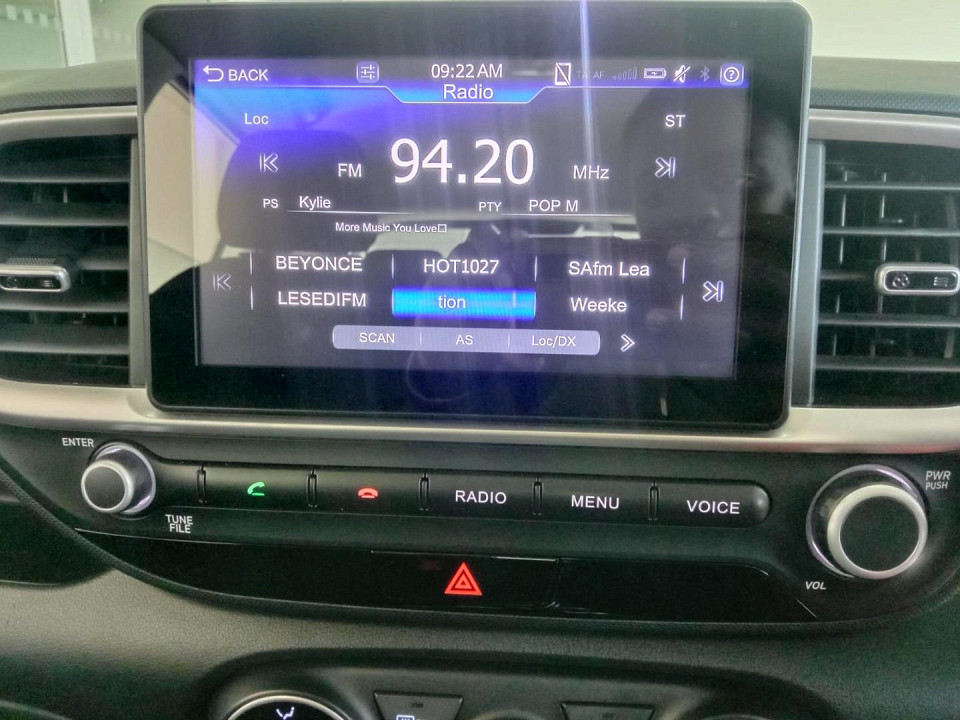 BACK 09:22 AM TA AF ?
Radio
Loc ST
FM 94.20 MHz
PS Kylie PTY POP M
More Music You Love
BEYONCE HOT1027 SAfm Lea
LESEDIFM tion Weeke
SCAN AS Loc/DX
ENTER
RADIO MENU VOICE
PWR
PUSH
TUNE
FILE
VOL